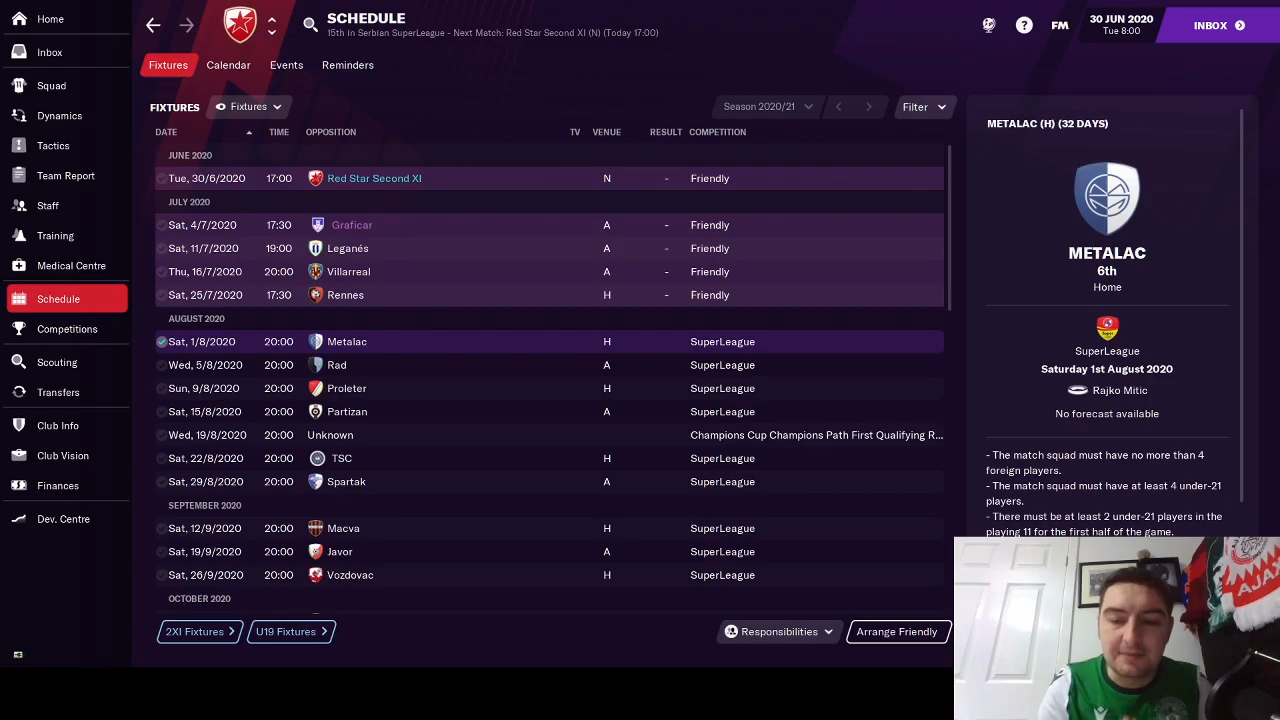 Home
Inbox
Squad
Dynamics
Tactics
Team Report
Staff
Training
Medical Centre
Schedule
Competitions
Scouting
Transfers
Club Info
Club Vision
Finances
Dev. Centre
SCHEDULE
15th in Serbian SuperLeague - Next Match: Red Star Second XI (N) (Today 17:00)
FM
30 JUN 2020
Tue 8:00
INBOX
Fixtures Calendar Events Reminders
FIXTURES Fixtures Season 2020/21 Filter
DATE TIME OPPOSITION TV VENUE RESULT COMPETITION
JUNE 2020
Tue, 30/6/2020 17:00 Red Star Second XI N - Friendly
JULY 2020
Sat, 4/7/2020 17:30 Graficar A - Friendly
Sat, 11/7/2020 19:00 Leganés A - Friendly
Thu, 16/7/2020 20:00 Villarreal A - Friendly
Sat, 25/7/2020 17:30 Rennes H - Friendly
AUGUST 2020
Sat, 1/8/2020 20:00 Metalac H SuperLeague
Wed, 5/8/2020 20:00 Rad A SuperLeague
Sun, 9/8/2020 20:00 Proleter H SuperLeague
Sat, 15/8/2020 20:00 Partizan A SuperLeague
Wed, 19/8/2020 20:00 Unknown Champions Cup Champions Path First Qualifying R...
Sat, 22/8/2020 20:00 TSC H SuperLeague
Sat, 29/8/2020 20:00 Spartak A SuperLeague
SEPTEMBER 2020
Sat, 12/9/2020 20:00 Macva H SuperLeague
Sat, 19/9/2020 20:00 Javor A SuperLeague
Sat, 26/9/2020 20:00 Vozdovac H SuperLeague
OCTOBER 2020
2XI Fixtures U19 Fixtures Responsibilities Arrange Friendly
METALAC (H) (32 DAYS)
METALAC
6th
Home
Super
SuperLeague
Saturday 1st August 2020
Rajko Mitic
No forecast available
- The match squad must have no more than 4
foreign players.
- The match squad must have at least 4 under-21
players.
- There must be at least 2 under-21 players in the
playing 11 for the first half of the game.
AJAX